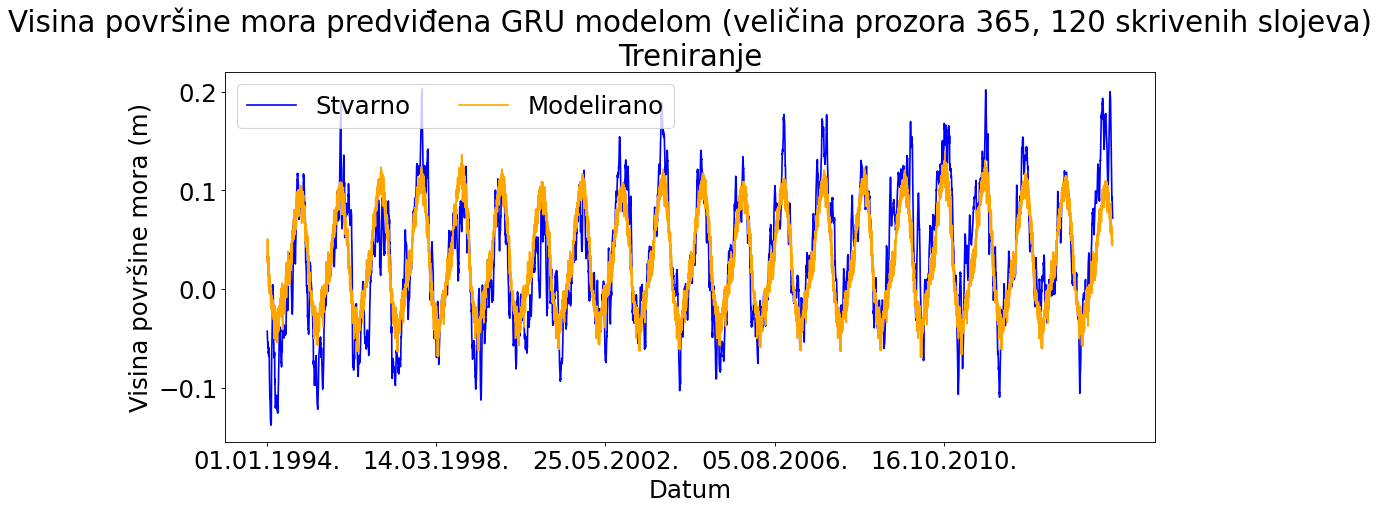 Visina površine mora predviđena GRU modelom (veličina prozora 365, 120 skrivenih slojeva)
Treniranje
Stvarno Modelirano
Visina površine mora (m)
0.2
0.1
0.0
−0.1
01.01.1994. 14.03.1998. 25.05.2002. 05.08.2006. 16.10.2010.
Datum